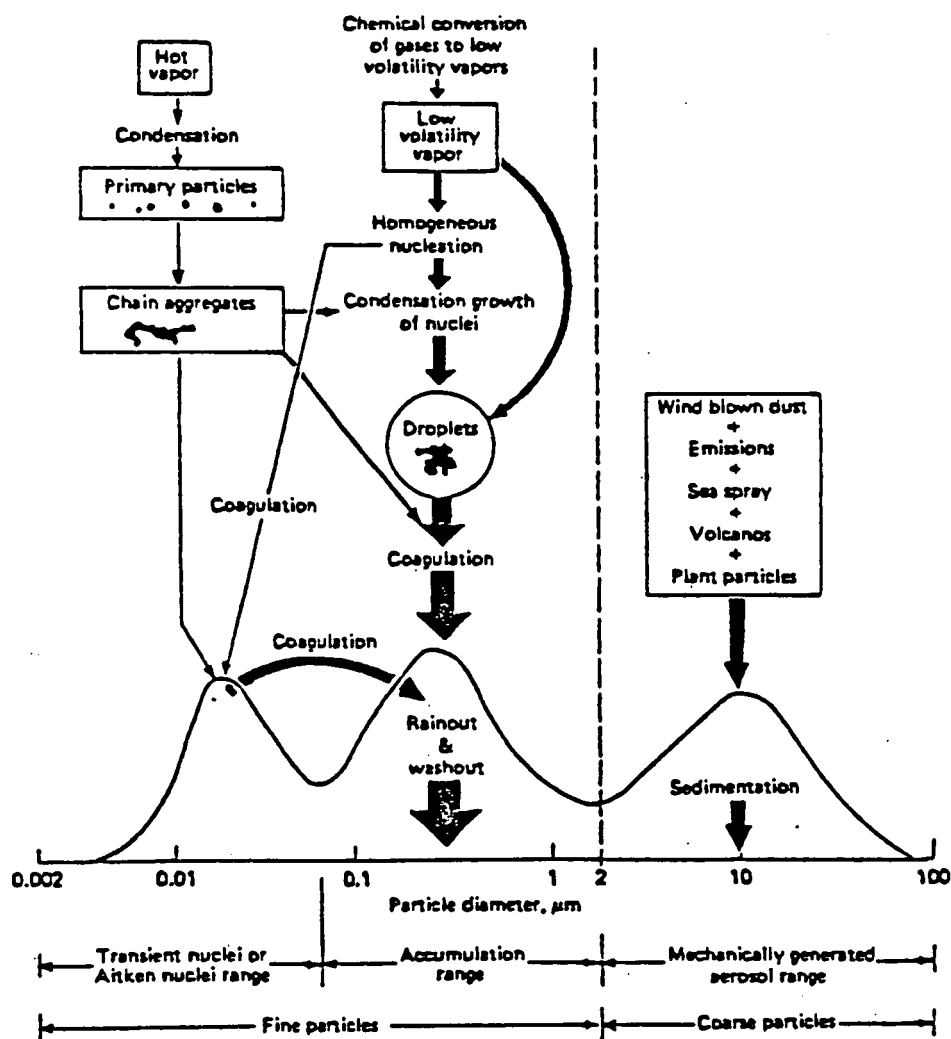 Hot
vapor
Condensation
Primary particles
Chain aggregates
Chemical conversion
of gases to low
volatility vapors
Low
volatility
vapor
Homogeneous
nucleation
Condensation growth
of nuclei
Droplets
Coagulation
Coagulation
Coagulation
Rainout
&
washout
Wind blown dust
+
Emissions
+
Sea spray
+
Volcanos
+
Plant particles
Sedimentation
0.002
0.01
0.1
1
2
10
100
Particle diameter, μm
Transient nuclei or
Aitken nuclei range
Accumulation
range
Mechanically generated
aerosol range
Fine particles
Coarse particles